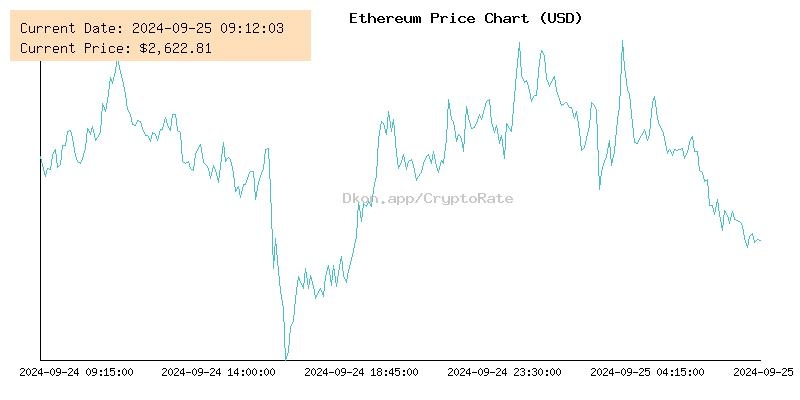 Ethereum Price Chart (USD)
Current Date: 2024-09-25 09:12:03
Current Price: $2,622.81
Dkon.app/CryptoRate
2024-09-24 09:15:00
2024-09-24 14:00:00
2024-09-24 18:45:00
2024-09-24 23:30:00
2024-09-25 04:15:00
2024-09-25